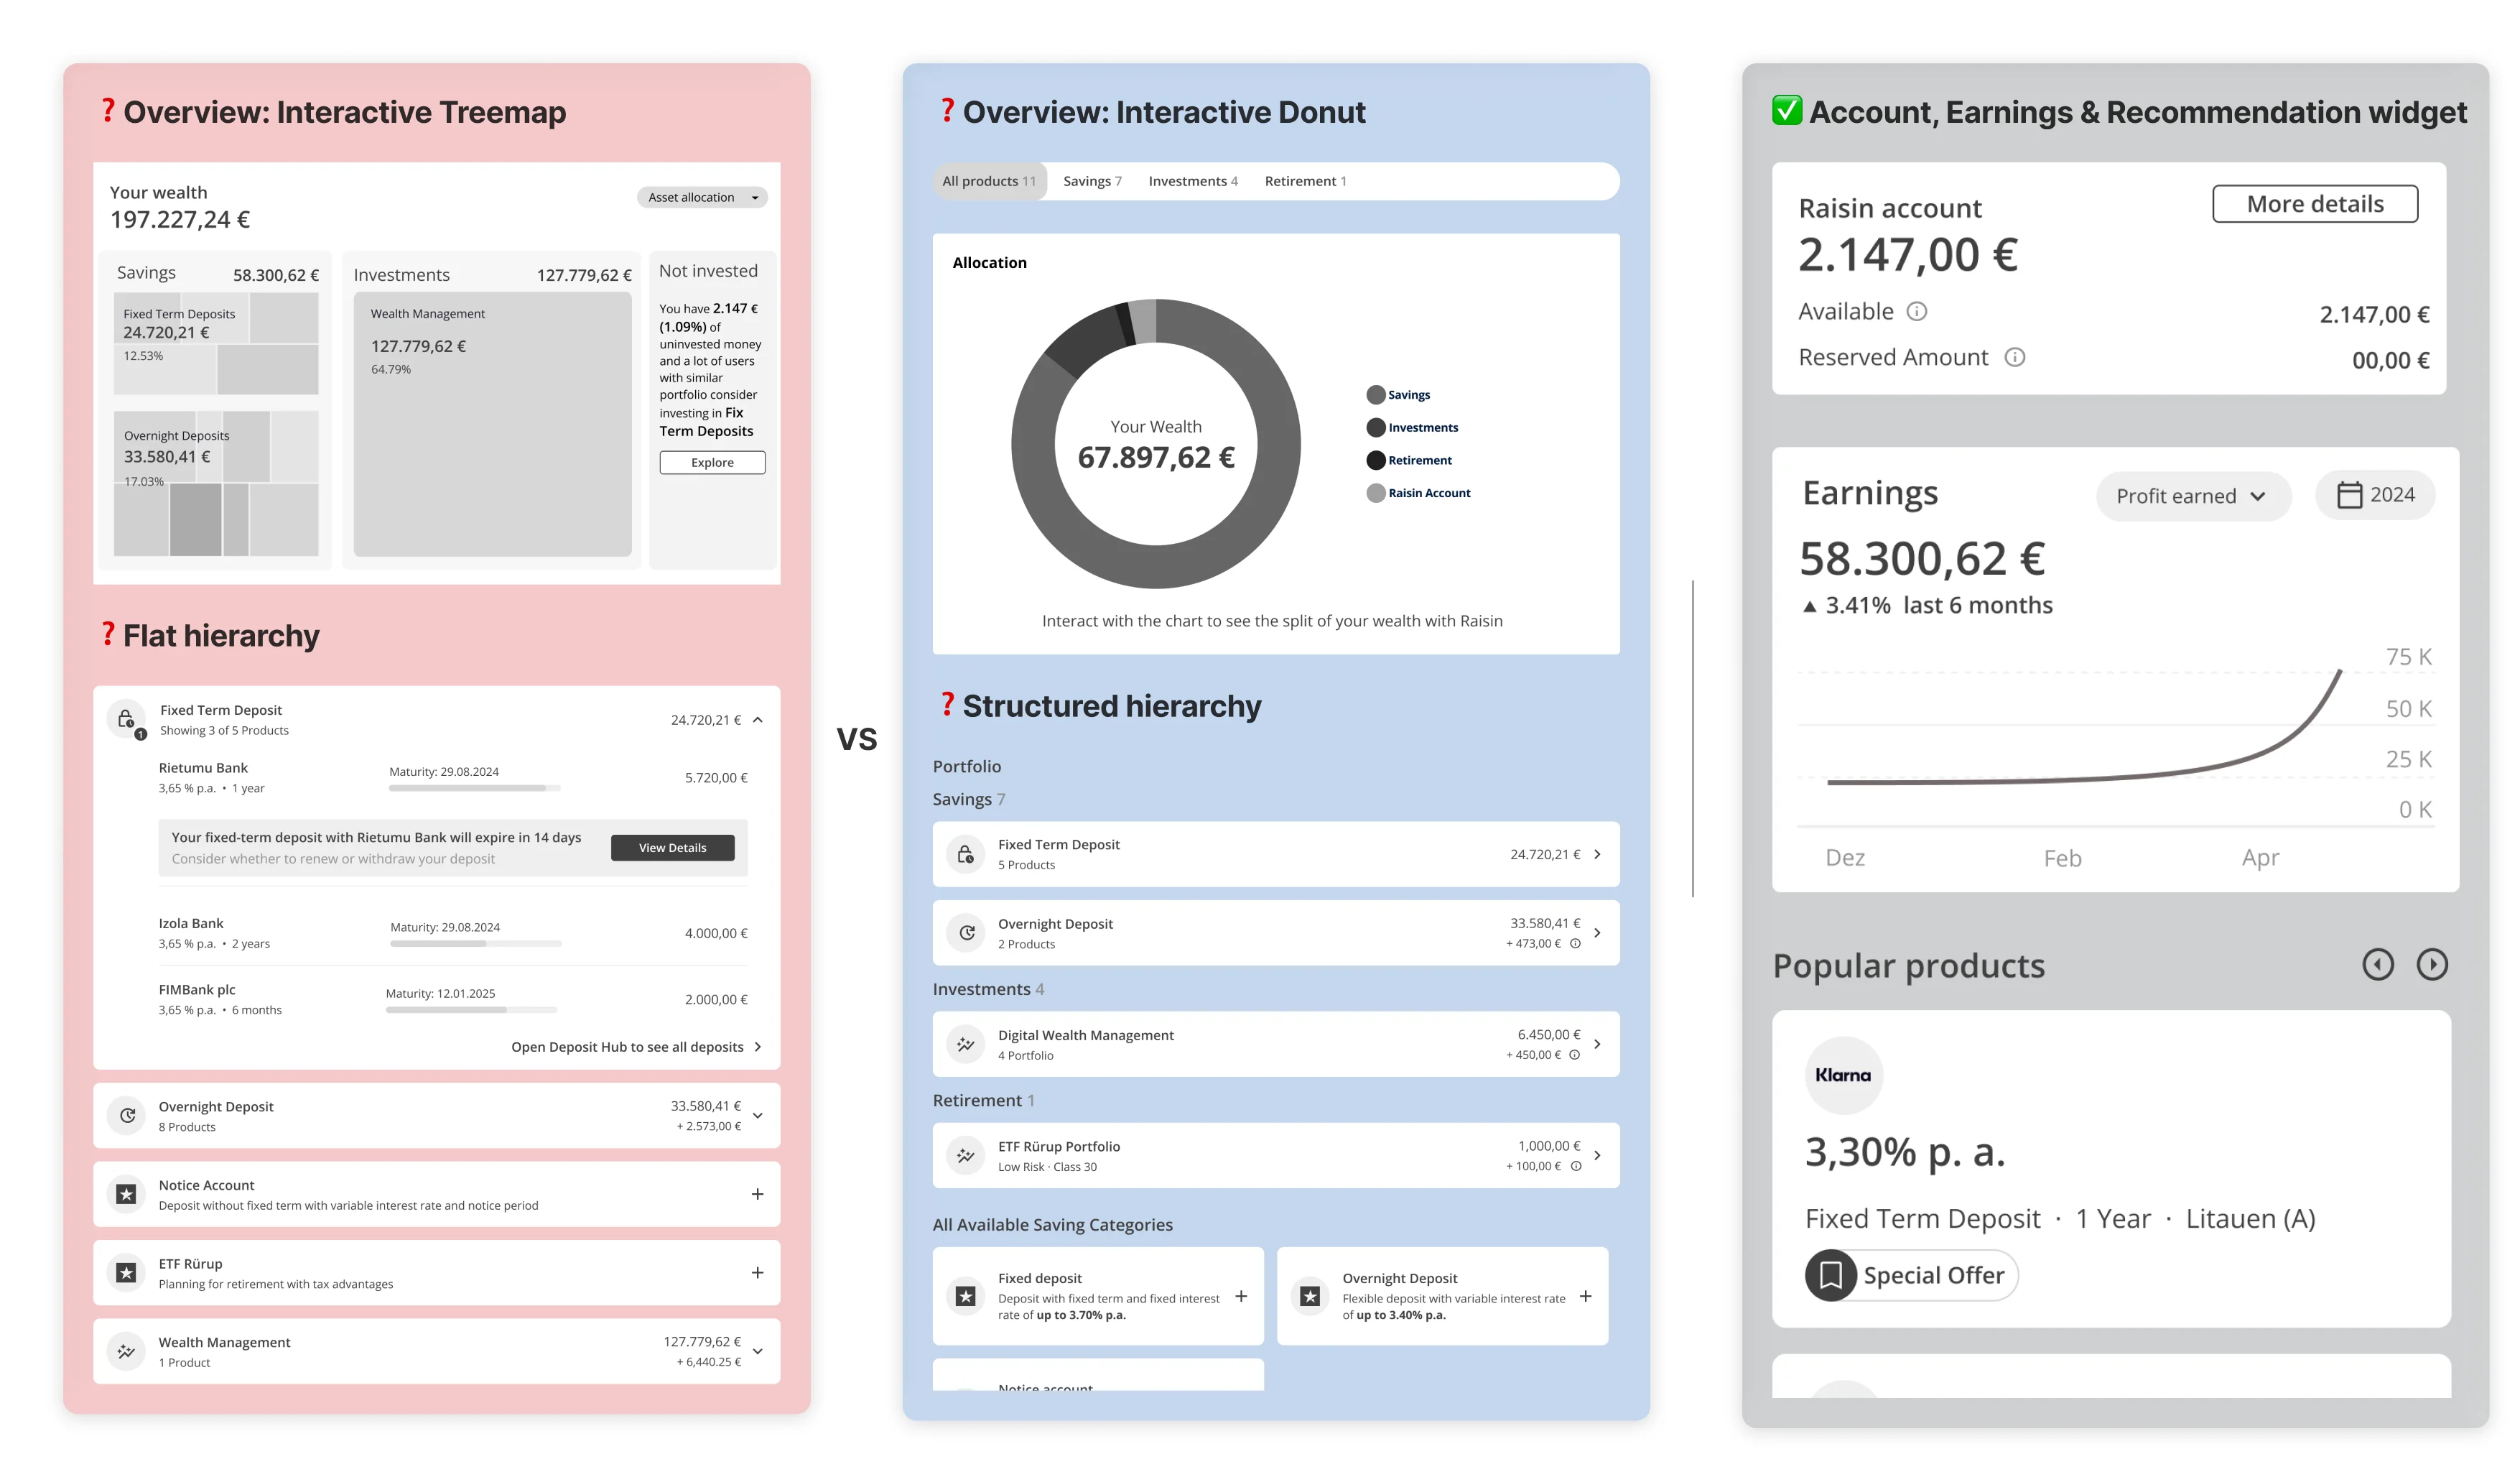 ❓Overview: Interactive Treemap
Your wealth
197.227,24 €
Asset allocation
Savings
58.300,62 €
Fixed Term Deposits
24.720,21 €
12.53%
Overnight Deposits
33.580,41 €
17.03%
Investments
127.779,62 €
Wealth Management
127.779,62 €
64.79%
Not invested
You have 2.147 €
(1.09%) of
uninvested money
and a lot of users
with similar
portfolio consider
investing in Fix
Term Deposits
Explore
❓Flat hierarchy
1
Fixed Term Deposit
Showing 3 of 5 Products
24.720,21 €
Rietumu Bank
3,65 % p.a. • 1 year
Maturity: 29.08.2024
5.720,00 €
Your fixed-term deposit with Rietumu Bank will expire in 14 days
Consider whether to renew or withdraw your deposit
View Details
Izola Bank
3,65 % p.a. • 2 years
Maturity: 29.08.2024
4.000,00 €
FIMBank plc
3,65 % p.a. • 6 months
Maturity: 12.01.2025
2.000,00 €
Open Deposit Hub to see all deposits
Overnight Deposit
8 Products
33.580,41 €
+ 2.573,00 €
Notice Account
Deposit without fixed term with variable interest rate and notice period
ETF Rürup
Planning for retirement with tax advantages
Wealth Management
1 Product
127.779,62 €
+ 6,440.25 €
VS
❓Overview: Interactive Donut
All products 11
Savings 7
Investments 4
Retirement 1
Allocation
Your Wealth
67.897,62 €
Savings
Investments
Retirement
Raisin Account
Interact with the chart to see the split of your wealth with Raisin
❓Structured hierarchy
Portfolio
Savings 7
Fixed Term Deposit
5 Products
24.720,21 €
Overnight Deposit
2 Products
33.580,41 €
+ 473,00 €
Investments 4
Digital Wealth Management
4 Portfolio
6.450,00 €
+ 450,00 €
Retirement 1
ETF Rürup Portfolio
Low Risk · Class 30
1,000,00 €
+ 100,00 €
All Available Saving Categories
Fixed deposit
Deposit with fixed term and fixed interest
rate of up to 3.70% p.a.
Overnight Deposit
Flexible deposit with variable interest rate
of up to 3.40% p.a.
Notice account
✅ Account, Earnings & Recommendation widget
Raisin account
2.147,00 €
More details
Available
2.147,00 €
Reserved Amount
00,00 €
Earnings
Profit earned
2024
58.300,62 €
▲ 3.41% last 6 months
75 K
50 K
25 K
0 K
Dez
Feb
Apr
Popular products
Klarna
3,30% p. a.
Fixed Term Deposit · 1 Year · Litauen (A)
Special Offer